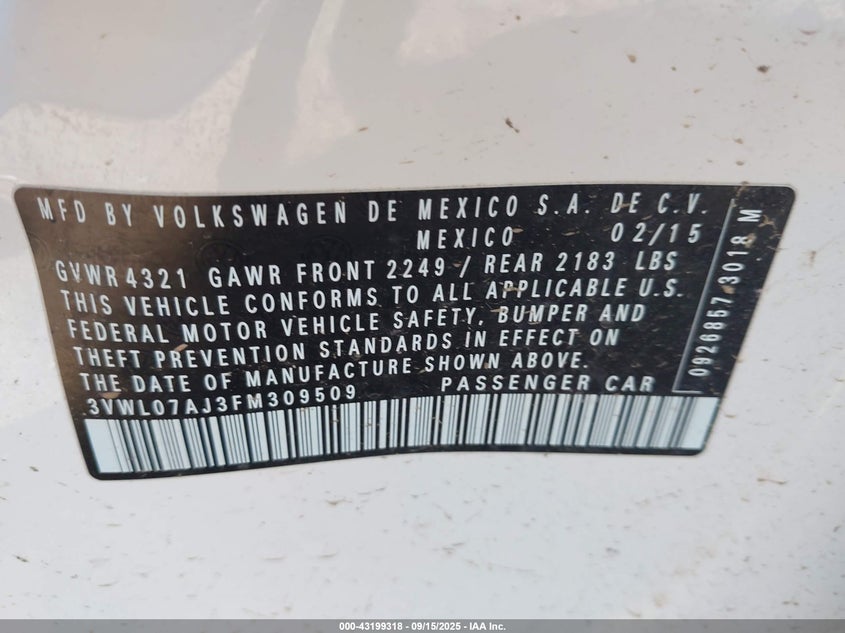 MFD BY VOLKSWAGEN DE MEXICO S.A. DE C.V.
MEXICO 02/15
GVWR 4321 GAWR FRONT 2249 / REAR 2183 LBS
THIS VEHICLE CONFORMS TO ALL APPLICABLE U.S.
FEDERAL MOTOR VEHICLE SAFETY, BUMPER AND
THEFT PREVENTION STANDARDS IN EFFECT ON
THE DATE OF MANUFACTURE SHOWN ABOVE.
3VWL07AJ3FM309509 PASSENGER CAR
0926857 3018 M
000-43199318 - 09/15/2025 - IAA Inc.